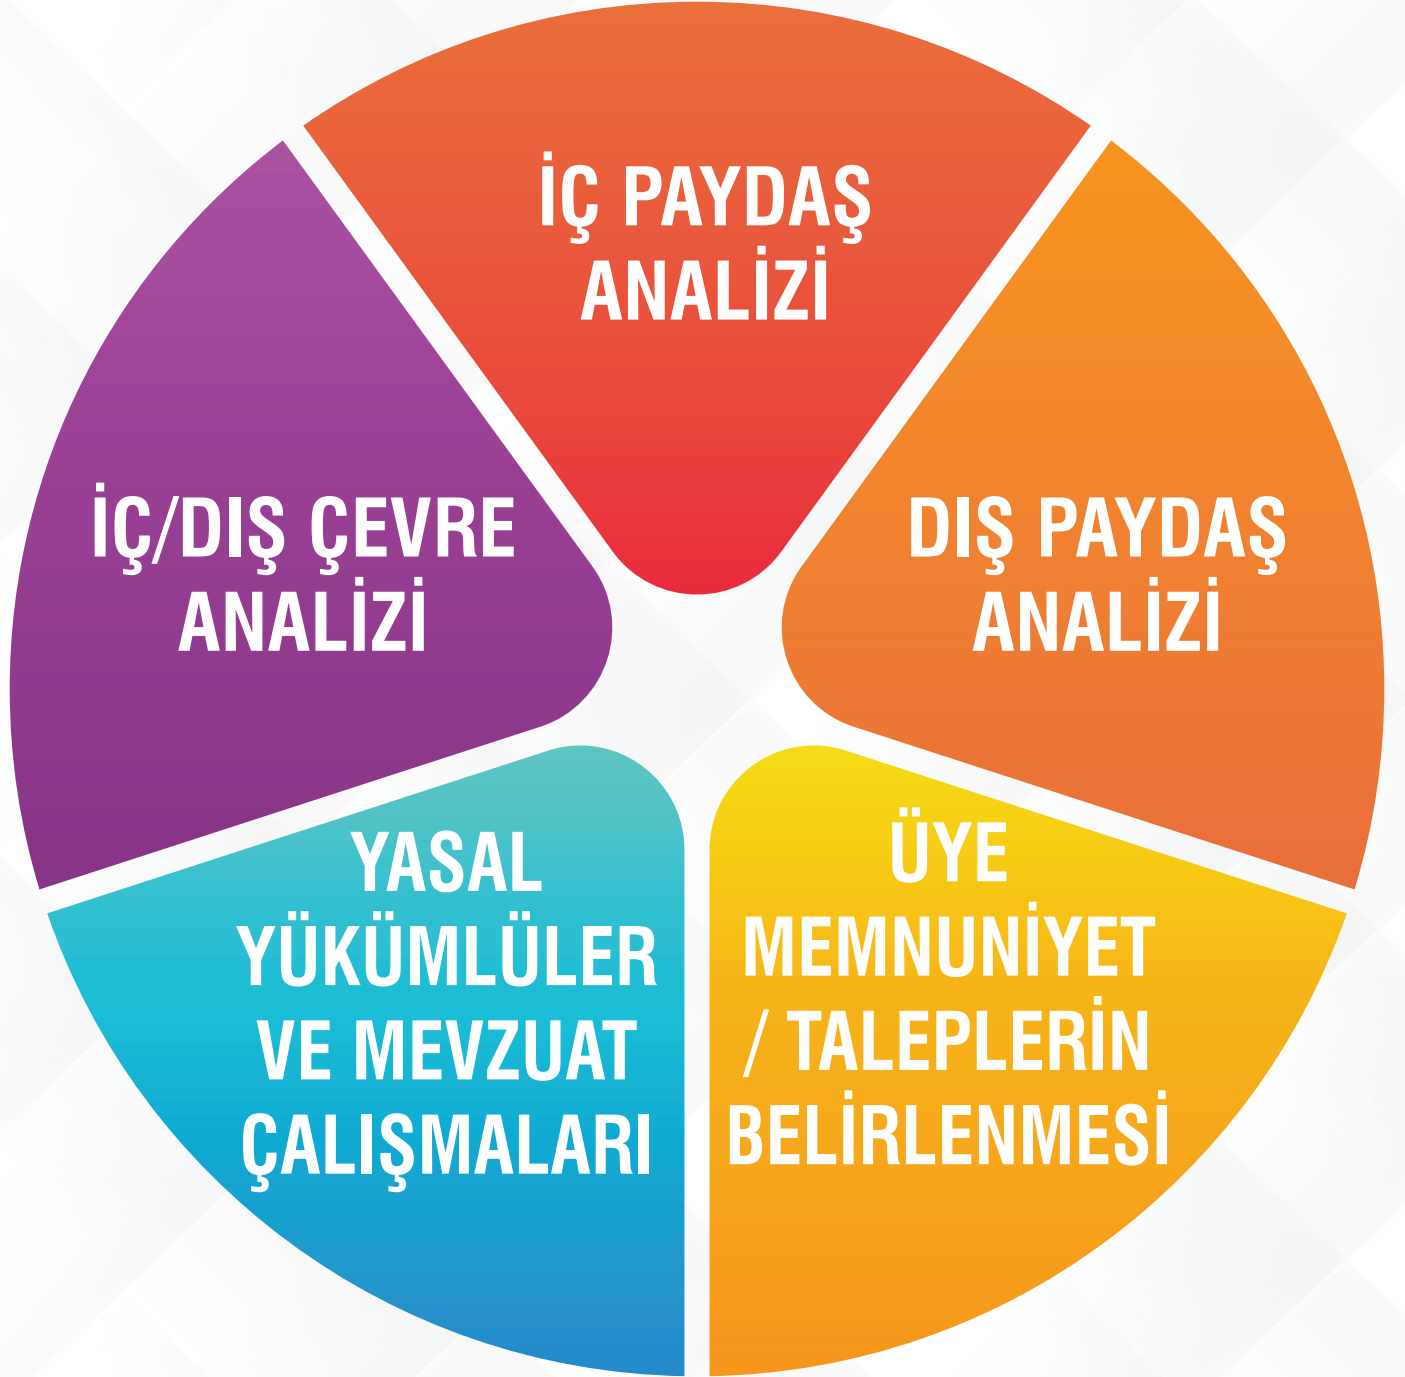 İÇ PAYDAŞ
ANALİZİ
DIŞ PAYDAŞ
ANALİZİ
ÜYE
MEMNUNİYET
/ TALEPLERİN
BELİRLENMESİ
YASAL
YÜKÜMLÜLER
VE MEVZUAT
ÇALIŞMALARI
İÇ/DIŞ ÇEVRE
ANALİZİ